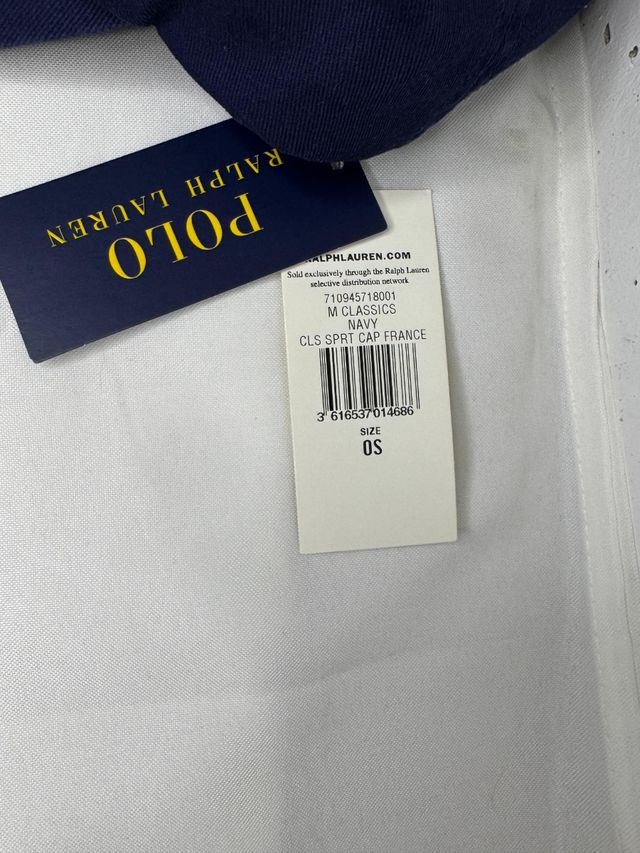 POLO
RALPH LAUREN
RALPHLAUREN.COM
Sold exclusively through the Ralph Lauren
selective distribution network
710945718001
M CLASSICS
NAVY
CLS SPRT CAP FRANCE
3 616537 014686
SIZE
OS